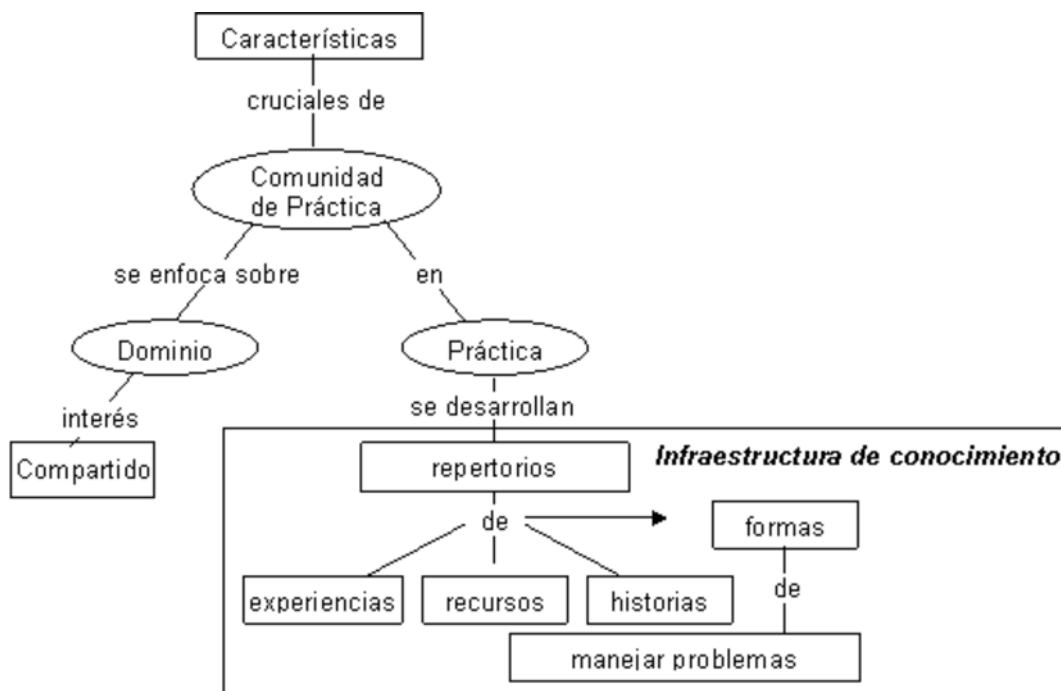 Característicias
cruciales de
Comunidad
de Práctica
se enfoca sobre
en
Dominio
Práctica
interés
se desarrollan
Compartido
repertorios
Infraestructura de conocimiento
de
formas
experiencias
recursos
historias
de
manejar problemas